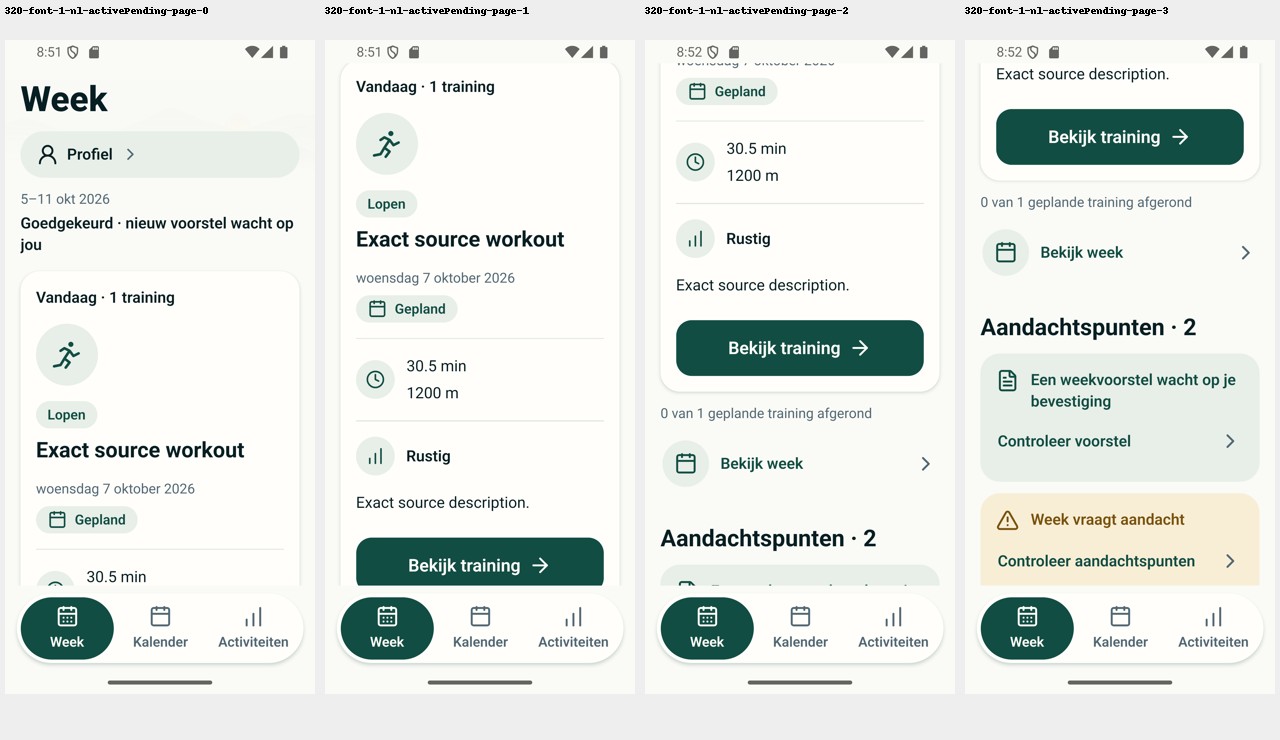 320-font-1-nl-activePending-page-0
8:51
Week
Profiel
5–11 okt 2026
Goedgekeurd · nieuw voorstel wacht op
jou
Vandaag · 1 training
Lopen
Exact source workout
woensdag 7 oktober 2026
Gepland
30.5 min
Week
Kalender
Activiteiten
320-font-1-nl-activePending-page-1
8:51
Vandaag · 1 training
Lopen
Exact source workout
woensdag 7 oktober 2026
Gepland
30.5 min
1200 m
Rustig
Exact source description.
Bekijk training
Week
Kalender
Activiteiten
320-font-1-nl-activePending-page-2
8:52
woensdag 7 oktober 2026
Gepland
30.5 min
1200 m
Rustig
Exact source description.
Bekijk training
0 van 1 geplande training afgerond
Bekijk week
Aandachtspunten · 2
Week
Kalender
Activiteiten
320-font-1-nl-activePending-page-3
8:52
Exact source description.
Bekijk training
0 van 1 geplande training afgerond
Bekijk week
Aandachtspunten · 2
Een weekvoorstel wacht op je
bevestiging
Controleer voorstel
Week vraagt aandacht
Controleer aandachtspunten
Week
Kalender
Activiteiten